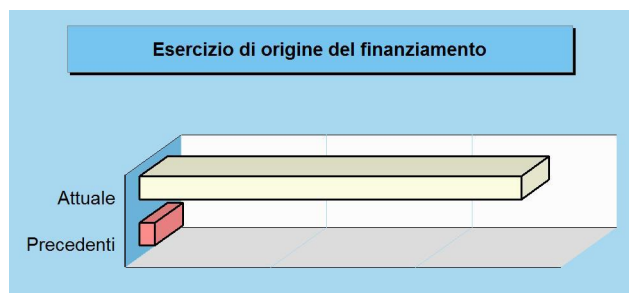 Esercizio di origine del finanziamento
Attuale
Precedenti